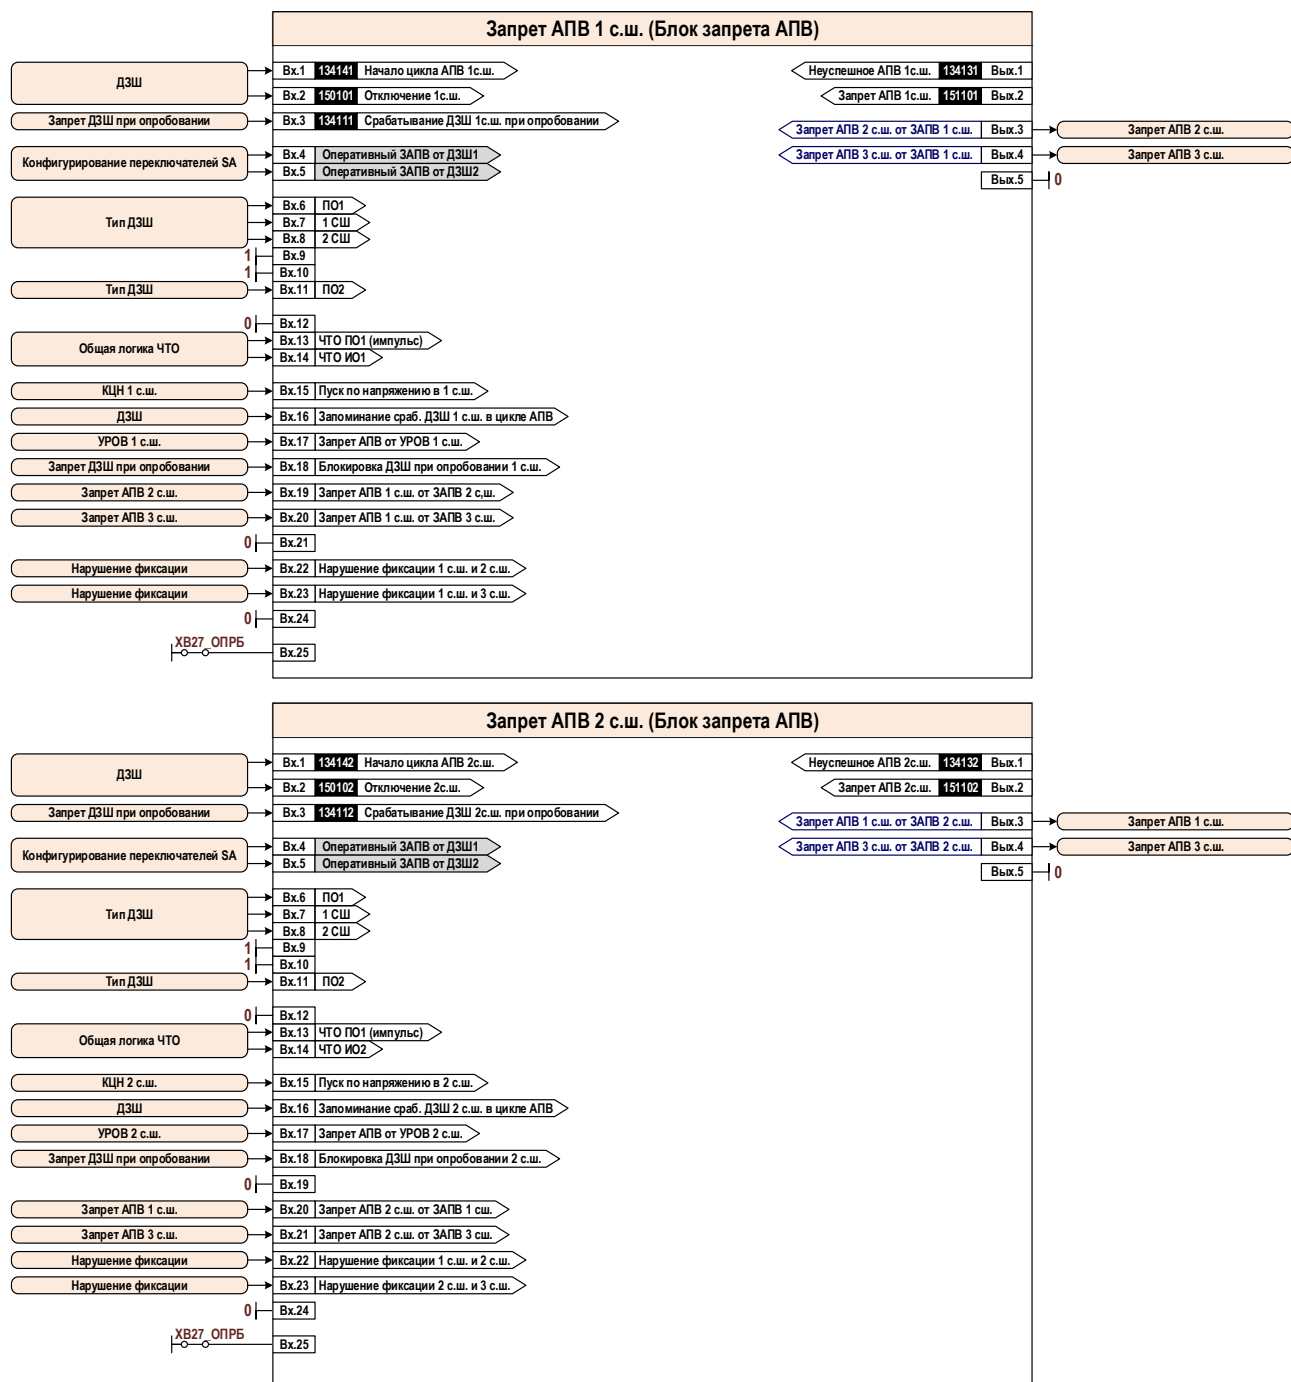 Запрет АПВ 1 с.ш. (Блок запрета АПВ)
ДЗШ
Вх.1 134141 Начало цикла АПВ 1с.ш.
Неуспешное АПВ 1с.ш. 134131 Вых.1
Вх.2 150101 Отключение 1с.ш.
Запрет АПВ 1с.ш. 151101 Вых.2
Запрет ДЗШ при опробовании Вх.3 134111 Срабатывание ДЗШ 1с.ш. при опробовании
Запрет АПВ 2 с.ш. от ЗАПВ 1 с.ш. Вых.3 Запрет АПВ 2 с.ш.
Конфигурирование переключателей SA
Вх.4 Оперативный ЗАПВ от ДЗШ1
Запрет АПВ 3 с.ш. от ЗАПВ 1 с.ш. Вых.4 Запрет АПВ 3 с.ш.
Вх.5 Оперативный ЗАПВ от ДЗШ2
Вых.5 0
Тип ДЗШ
Вх.6 ПО1
Вх.7 1 СШ
Вх.8 2 СШ
1 Вх.9
1 Вх.10
Тип ДЗШ Вх.11 ПО2
0 Вх.12
Общая логика ЧТО
Вх.13 ЧТО ПО1 (импульс)
Вх.14 ЧТО ИО1
КЦН 1 с.ш. Вх.15 Пуск по напряжению в 1 с.ш.
ДЗШ Вх.16 Запоминание сраб. ДЗШ 1 с.ш. в цикле АПВ
УРОВ 1 с.ш. Вх.17 Запрет АПВ от УРОВ 1 с.ш.
Запрет ДЗШ при опробовании Вх.18 Блокировка ДЗШ при опробовании 1 с.ш.
Запрет АПВ 2 с.ш. Вх.19 Запрет АПВ 1 с.ш. от ЗАПВ 2 с,ш.
Запрет АПВ 3 с.ш. Вх.20 Запрет АПВ 1 с.ш. от ЗАПВ 3 с.ш.
0 Вх.21
Нарушение фиксации Вх.22 Нарушение фиксации 1 с.ш. и 2 с.ш.
Нарушение фиксации Вх.23 Нарушение фиксации 1 с.ш. и 3 с.ш.
0 Вх.24
ХВ27_ОПРБ
Вх.25
Запрет АПВ 2 с.ш. (Блок запрета АПВ)
ДЗШ
Вх.1 134142 Начало цикла АПВ 2с.ш.
Неуспешное АПВ 2с.ш. 134132 Вых.1
Вх.2 150102 Отключение 2с.ш.
Запрет АПВ 2с.ш. 151102 Вых.2
Запрет ДЗШ при опробовании Вх.3 134112 Срабатывание ДЗШ 2с.ш. при опробовании
Запрет АПВ 1 с.ш. от ЗАПВ 2 с.ш. Вых.3 Запрет АПВ 1 с.ш.
Конфигурирование переключателей SA
Вх.4 Оперативный ЗАПВ от ДЗШ1
Запрет АПВ 3 с.ш. от ЗАПВ 2 с.ш. Вых.4 Запрет АПВ 3 с.ш.
Вх.5 Оперативный ЗАПВ от ДЗШ2
Вых.5 0
Тип ДЗШ
Вх.6 ПО1
Вх.7 1 СШ
Вх.8 2 СШ
1 Вх.9
1 Вх.10
Тип ДЗШ Вх.11 ПО2
0 Вх.12
Общая логика ЧТО
Вх.13 ЧТО ПО1 (импульс)
Вх.14 ЧТО ИО2
КЦН 2 с.ш. Вх.15 Пуск по напряжению в 2 с.ш.
ДЗШ Вх.16 Запоминание сраб. ДЗШ 2 с.ш. в цикле АПВ
УРОВ 2 с.ш. Вх.17 Запрет АПВ от УРОВ 2 с.ш.
Запрет ДЗШ при опробовании Вх.18 Блокировка ДЗШ при опробовании 2 с.ш.
0 Вх.19
Запрет АПВ 1 с.ш. Вх.20 Запрет АПВ 2 с.ш. от ЗАПВ 1 сш.
Запрет АПВ 3 с.ш. Вх.21 Запрет АПВ 2 с.ш. от ЗАПВ 3 сш.
Нарушение фиксации Вх.22 Нарушение фиксации 1 с.ш. и 2 с.ш.
Нарушение фиксации Вх.23 Нарушение фиксации 2 с.ш. и 3 с.ш.
0 Вх.24
ХВ27_ОПРБ
Вх.25